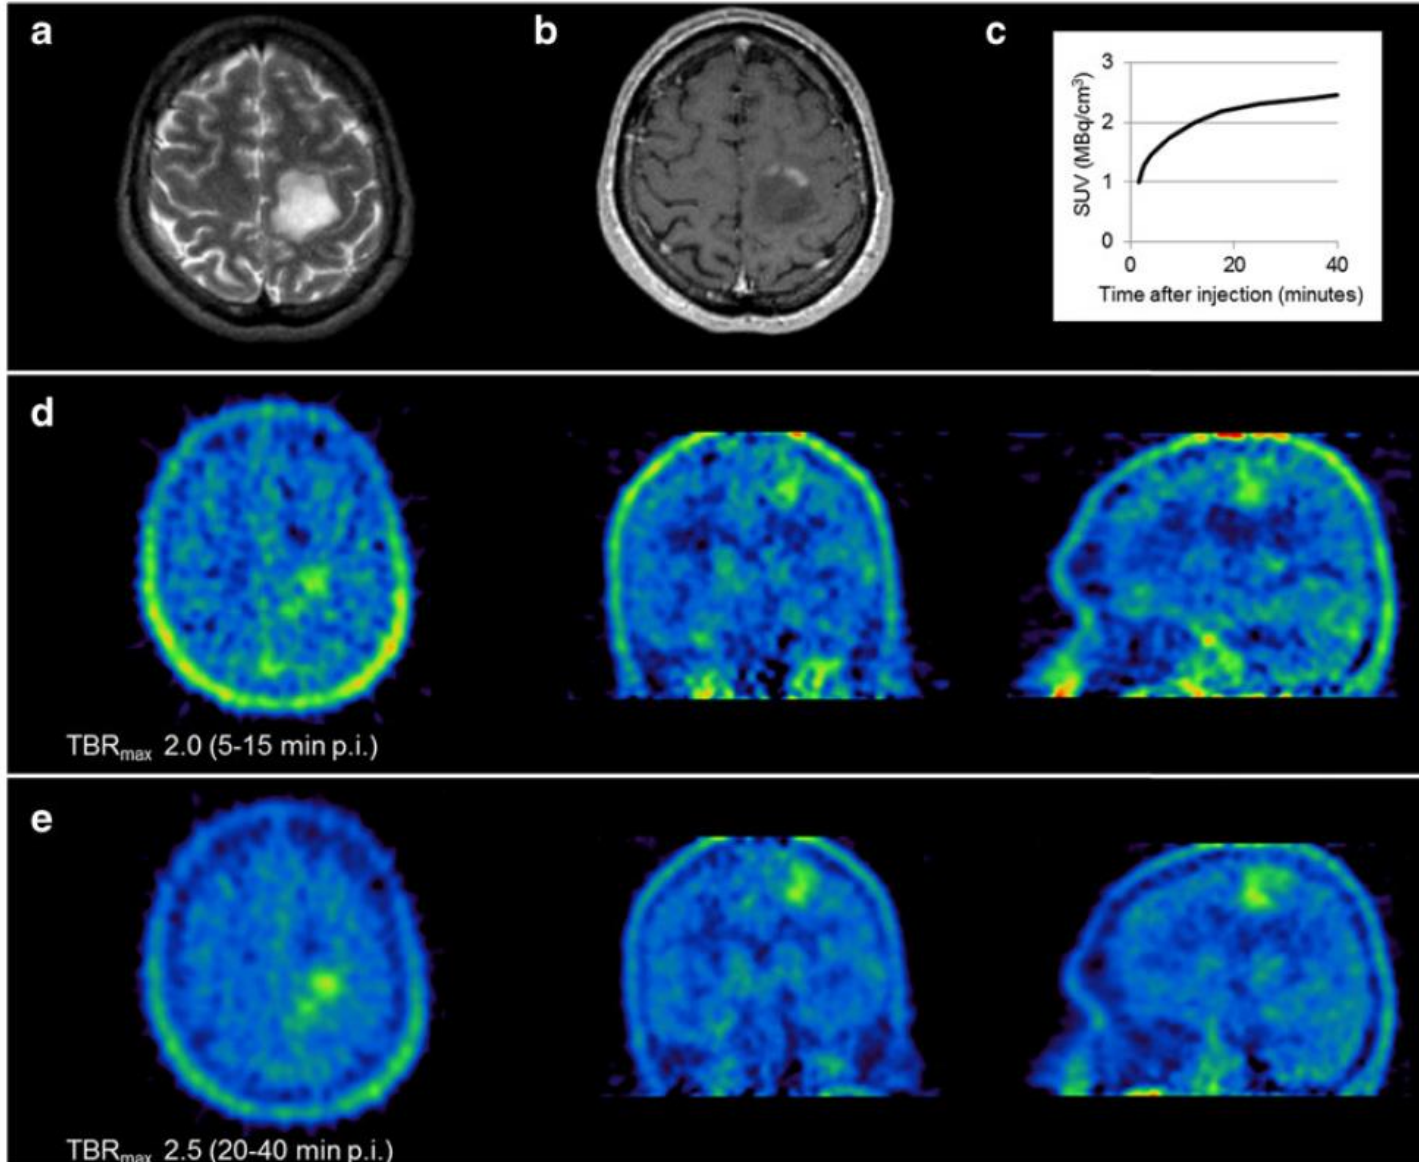 a
b
c
3
2
1
0
SUV (MBq/cm³)
0 20 40
Time after injection (minutes)
d
TBRmax 2.0 (5-15 min p.i.)
e
TBRmax 2.5 (20-40 min p.i.)